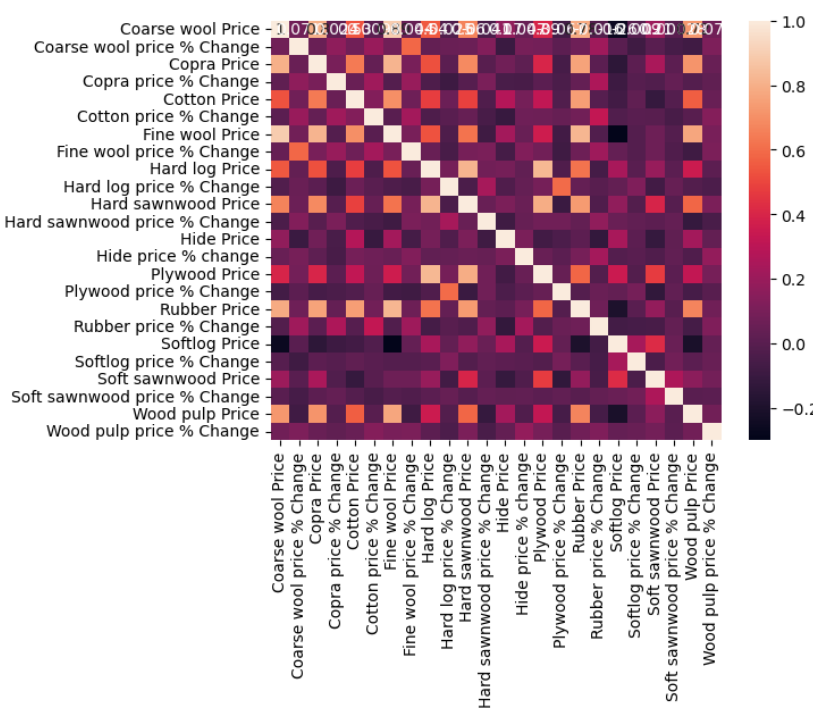 Coarse wool Price
Coarse wool price % Change
Copra Price
Copra price % Change
Cotton Price
Cotton price % Change
Fine wool Price
Fine wool price % Change
Hard log Price
Hard log price % Change
Hard sawnwood Price
Hard sawnwood price % Change
Hide Price
Hide price % change
Plywood Price
Plywood price % Change
Rubber Price
Rubber price % Change
Softlog Price
Softlog price % Change
Soft sawnwood Price
Soft sawnwood price % Change
Wood pulp Price
Wood pulp price % Change
1.0
0.8
0.6
0.4
0.2
0.0
−0.2
Coarse wool Price
Coarse wool price % Change
Copra Price
Copra price % Change
Cotton Price
Cotton price % Change
Fine wool Price
Fine wool price % Change
Hard log Price
Hard log price % Change
Hard sawnwood Price
Hard sawnwood price % Change
Hide Price
Hide price % change
Plywood Price
Plywood price % Change
Rubber Price
Rubber price % Change
Softlog Price
Softlog price % Change
Soft sawnwood Price
Soft sawnwood price % Change
Wood pulp Price
Wood pulp price % Change